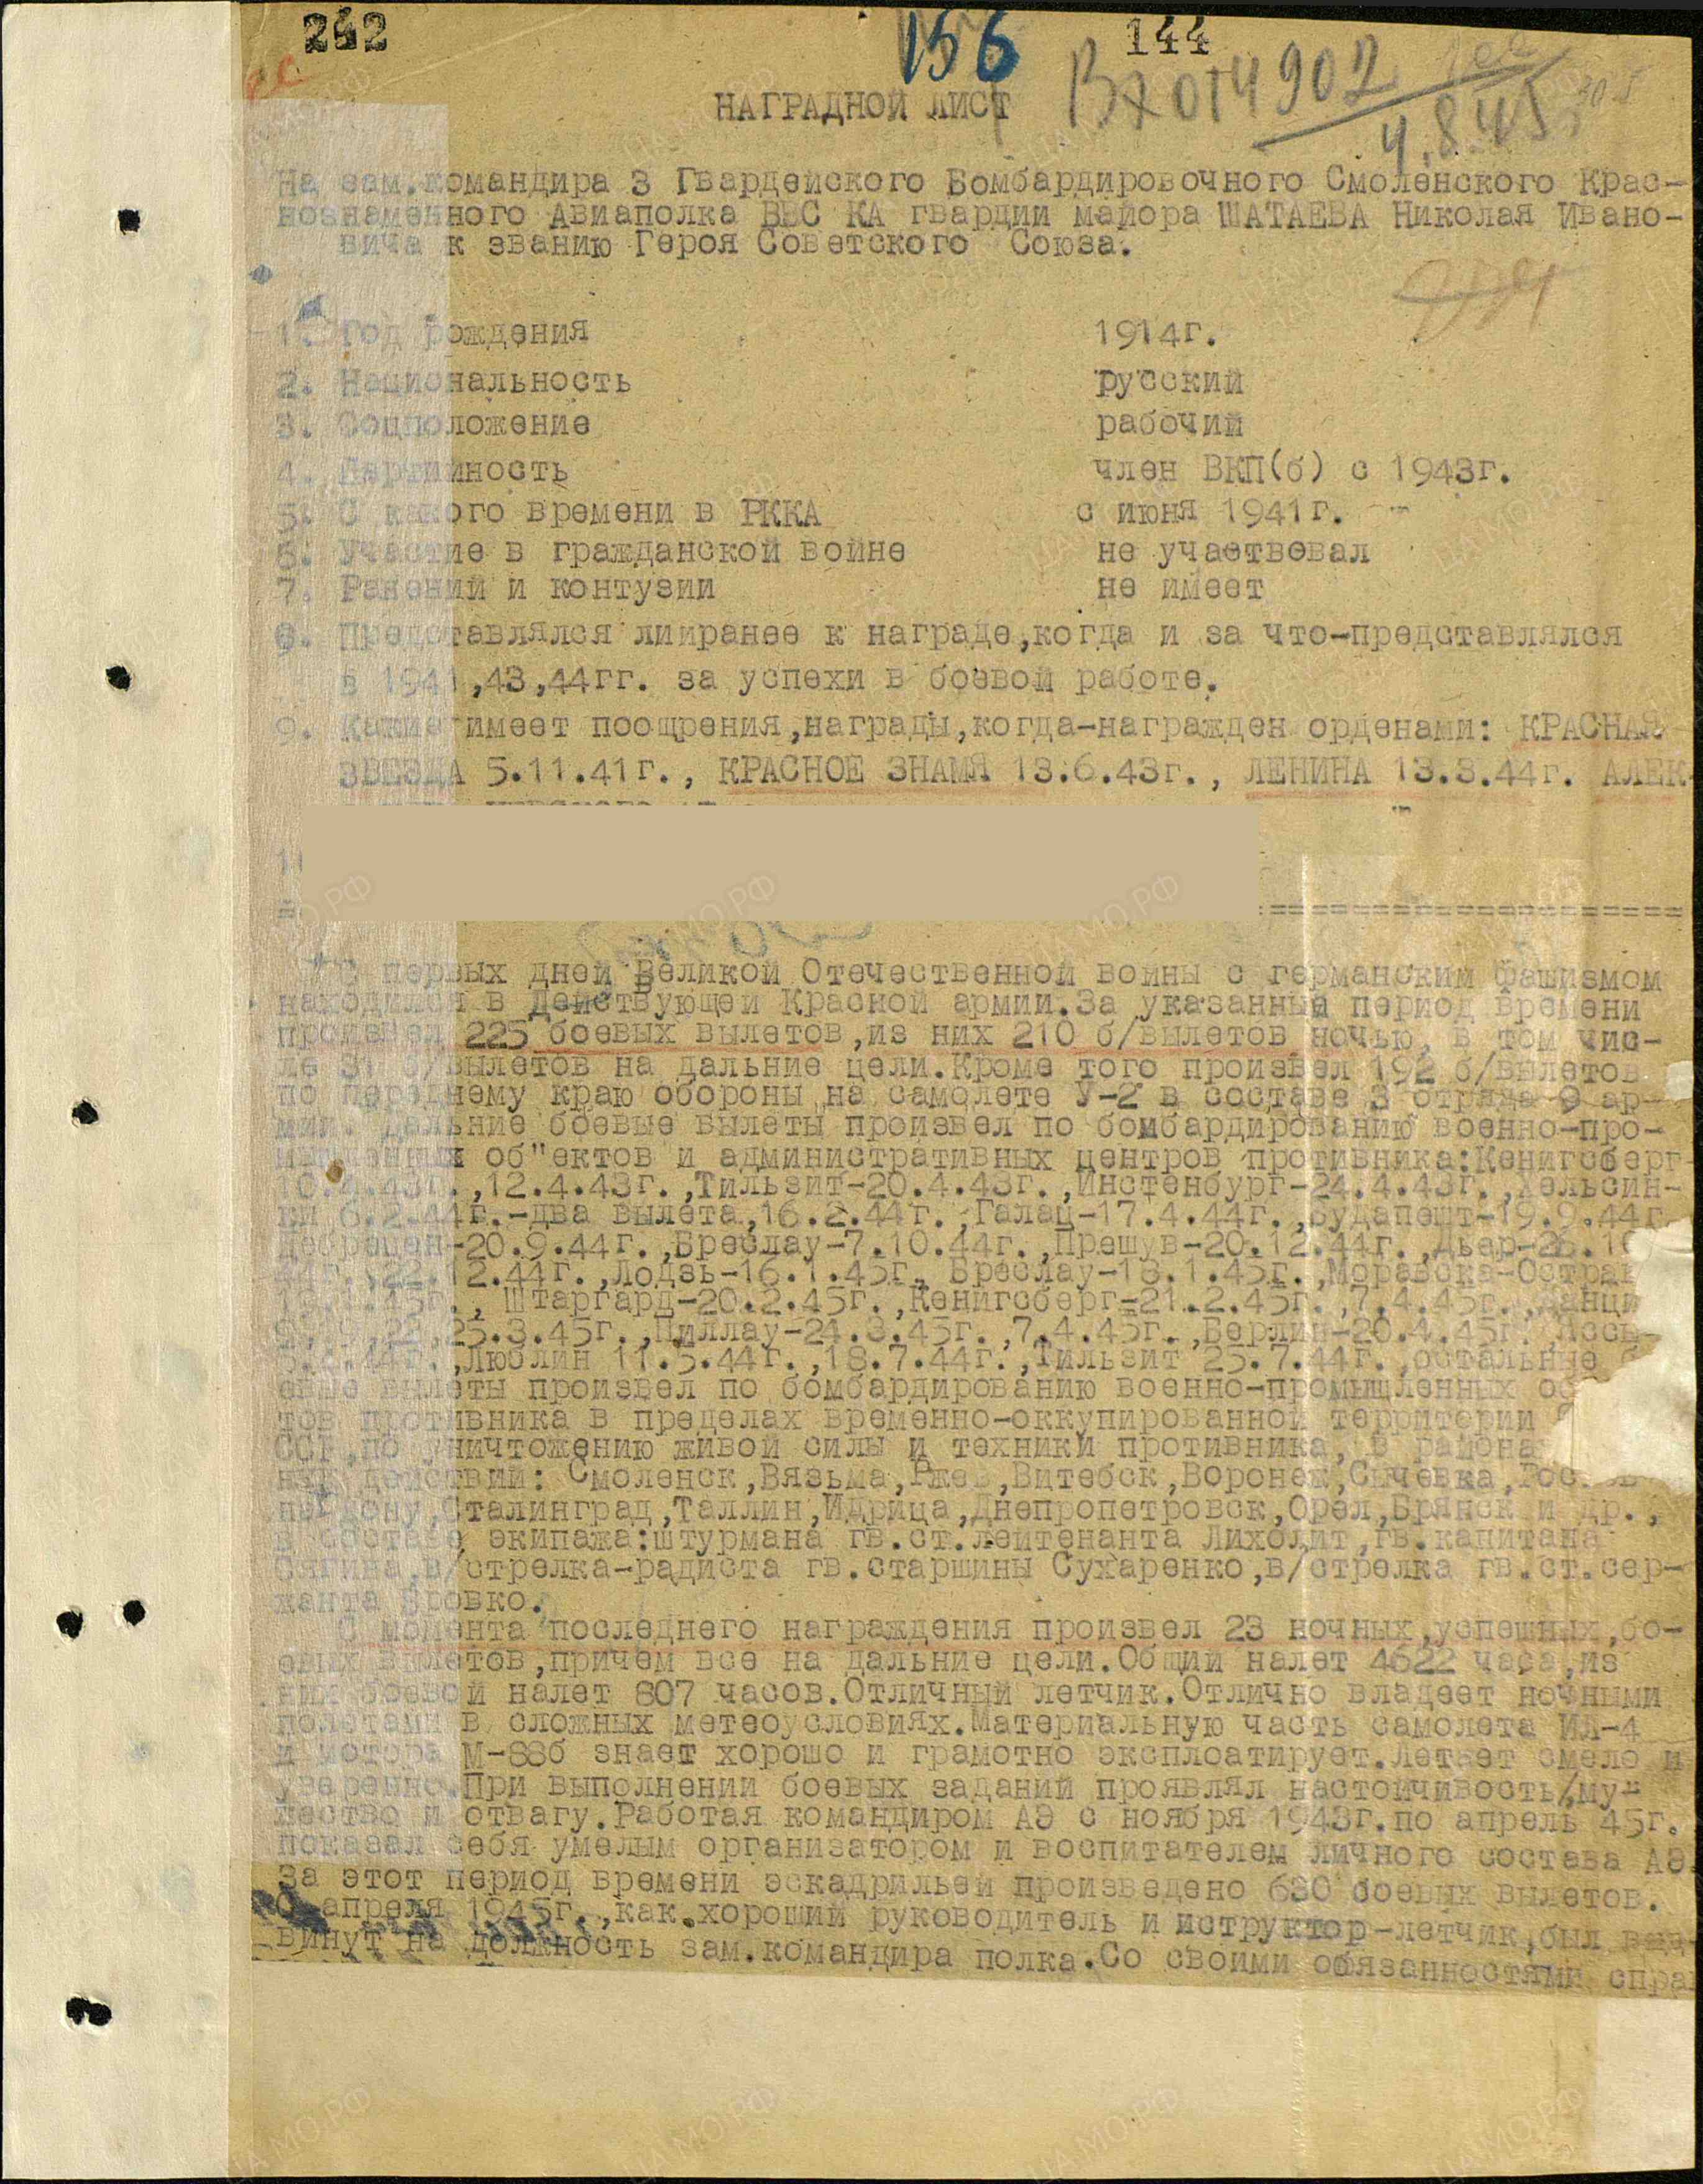 242 156 144
Вх 014902
4.8.45
НАГРАДНОЙ ЛИСТ
На зам.командира 3 Гвардейского Бомбардировочного Смоленского Крас-
нознаменного Авиаполка ВВС КА гвардии майора ШАТАЕВА Николая Ивано-
вича к званию Героя Советского Союза.
1. Год рождения 1914г.
2. Национальность русский
3. Соцположение рабочий
4. Партийность член ВКП(б) с 1943г.
5. С какого времени в РККА с июня 1941г.
6. Участие в гражданской войне не участвовал
7. Ранений и контузии не имеет
8. Представлялся лииранее к награде,когда и за что-представлялся
в 1941,43,44гг. за успехи в боевой работе.
9. Какие имеет поощрения,награды,когда-награжден орденами: КРАСНАЯ
ЗВЕЗДА 5.11.41г., КРАСНОЕ ЗНАМЯ 13.6.43г., ЛЕНИНА 13.3.44г. АЛЕК-
С первых дней Великой Отечественной войны с германским фашизмом
находился в Действующей Красной армии.За указанный период времени
произвел 225 боевых вылетов,из них 210 б/вылетов ночью, в том чис-
ле б/вылетов на дальние цели.Кроме того произвел 192 б/вылетов
по переднему краю обороны на самолете У-2 в составе 3 отряда 9 ар-
мии. Дальние боевые вылеты произвел по бомбардированию военно-про-
мышленных об"ектов и административных центров противника:Кенигсберг-
10.4.43г.,12.4.43г.,Тильзит-20.4.43г.,Инстенбург-24.4.43г.,Хельсин-
ки 6.2.44г.-два вылета,16.2.44г.,Галац-17.4.44г.,Будапешт-19.9.44г.
Дебрецен-20.9.44г.,Бреслау-7.10.44г.,Прешув-20.12.44г.,Дьер-
22.12.44г.,Лодзь-16.1.45г., Бреслау-18.1.45г.,Моравска-Острав
Штаргард-20.2.45г.,Кенигсберг-21.2.45г.,7.4.45г.,Данци
25.3.45г.,Пиллау-24.3.45г.,7.4.45г.,Берлин-20.4.45г.
Люблин 11.5.44г.,18.7.44г.,Тильзит 25.7.44г.,остальные б
евые вылеты произвел по бомбардированию военно-промышленных об
тов противника в пределах временно-оккупированной территории
СССР,по уничтожению живой силы и техники противника, в района
действий: Смоленск,Вязьма,Ржев,Витебск,Воронеж,Сычевка,Рос
на Дону,Сталинград,Таллин,Идрица,Днепропетровск,Орел,Брянск и др.,
в составе экипажа:штурмана гв.ст.лейтенанта Лиходит,гв.капитана
в/стрелка-радиста гв.старшины Сухаренко,в/стрелка гв.ст.сер-
жанта Бровко.
С момента последнего награждения произвел 23 ночных,успешных,бо-
евых вылетов,причем все на дальние цели.Общий налет 4622 часа,из
них боевой налет 807 часов.Отличный летчик.Отлично владеет ночными
полетами в сложных метеоусловиях.Материальную часть самолета ИЛ-4
и мотора М-88б знает хорошо и грамотно эксплоатирует.Летает смело и
уверенно.При выполнении боевых заданий проявлял настойчивость,му-
жество и отвагу.Работая командиром АЭ с ноября 1943г.по апрель 45г.
показал себя умелым организатором и воспитателем личного состава АЭ.
За этот период времени эскадрильей произведено 630 боевых вылетов.
апреля 1945г.,как.хороший руководитель и иструктор-летчик,был выд-
винут на должность зам.командира полка.Со своими обязанностями спра